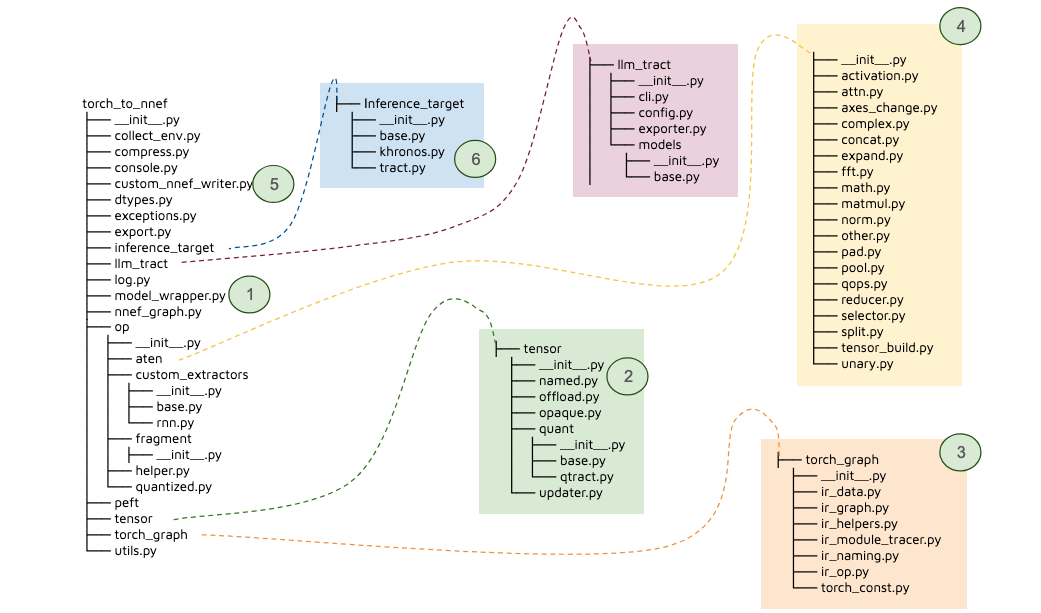 torch_to_nnef
__init__.py
collect_env.py
compress.py
console.py
custom_nnef_writer.py
5
dtypes.py
exceptions.py
export.py
inference_target
llm_tract
log.py
model_wrapper.py
1
nnef_graph.py
op
__init__.py
aten
custom_extractors
__init__.py
base.py
rnn.py
fragment
__init__.py
helper.py
quantized.py
peft
tensor
torch_graph
utils.py
Inference_target
__init__.py
base.py
khronos.py
tract.py
6
llm_tract
__init__.py
cli.py
config.py
exporter.py
models
__init__.py
base.py
4
__init__.py
activation.py
attn.py
axes_change.py
complex.py
concat.py
expand.py
fft.py
math.py
matmul.py
norm.py
other.py
pad.py
pool.py
qops.py
reducer.py
selector.py
split.py
tensor_build.py
unary.py
tensor
__init__.py
named.py
2
offload.py
opaque.py
quant
__init__.py
base.py
qtract.py
updater.py
3
torch_graph
__init__.py
ir_data.py
ir_graph.py
ir_helpers.py
ir_module_tracer.py
ir_naming.py
ir_op.py
torch_const.py